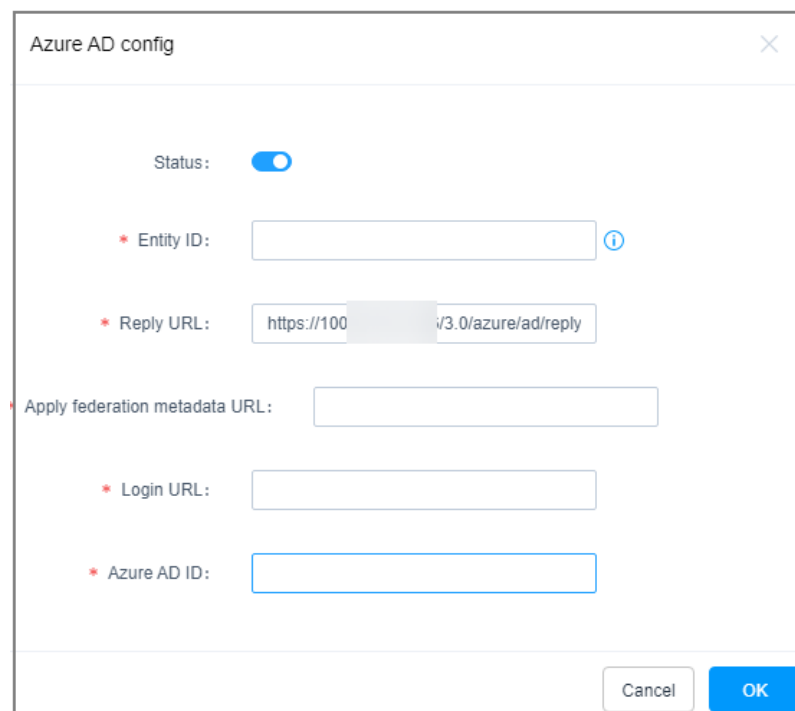 Azure AD config
Status:
* Entity ID:
* Reply URL: https://100 /3.0/azure/ad/reply
* Apply federation metadata URL:
* Login URL:
* Azure AD ID:
Cancel OK